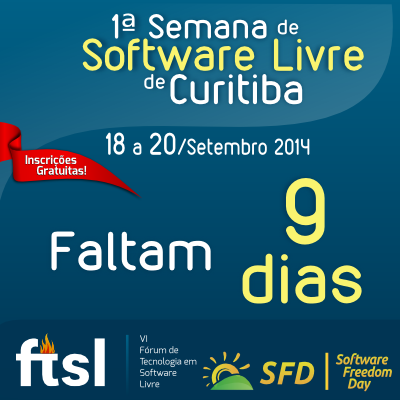 1ª Semana de
Software Livre
de Curitiba
18 a 20/Setembro 2014
Inscrições
Gratuitas!
Faltam
9
dias
ftsl
VI
Fórum de
Tecnologia em
Software
Livre
SFD
Software
Freedom
Day